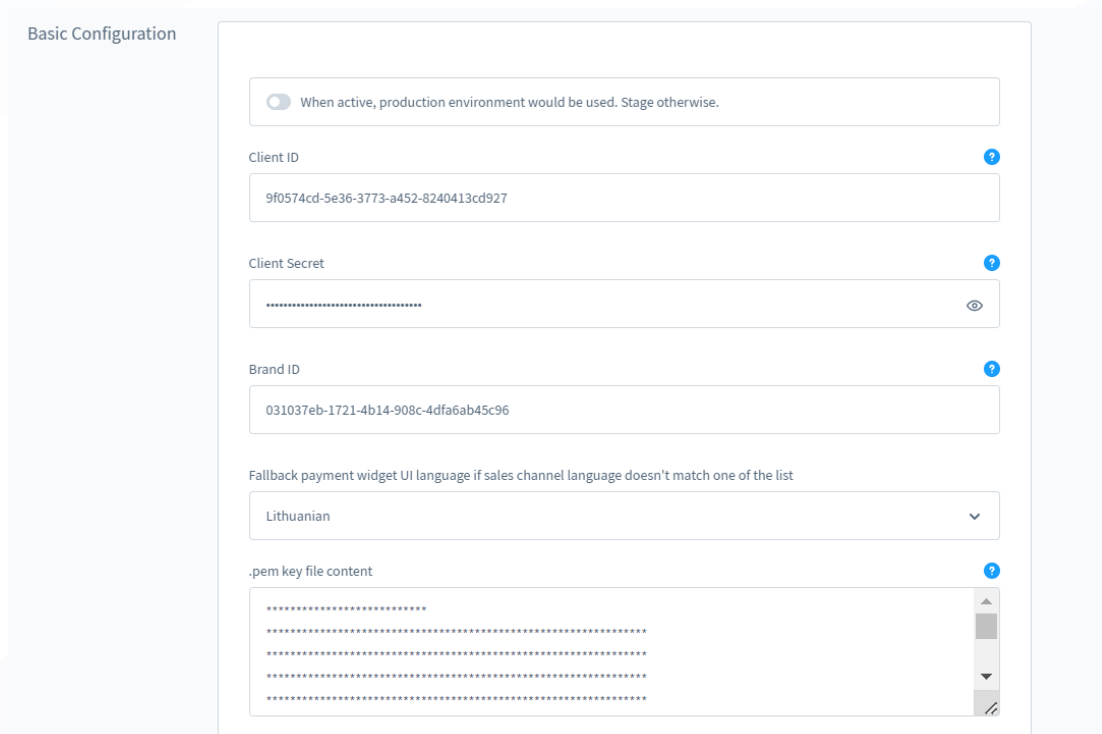 Basic Configuration
When active, production environment would be used. Stage otherwise.
Client ID
?
9f0574cd-5e36-3773-a452-8240413cd927
Client Secret
?
••••••••••••••••••••••••••••••••••••
Brand ID
?
031037eb-1721-4b14-908c-4dfa6ab45c96
Fallback payment widget UI language if sales channel language doesn't match one of the list
Lithuanian
.pem key file content
?
***************************
****************************************************************
****************************************************************
****************************************************************
****************************************************************